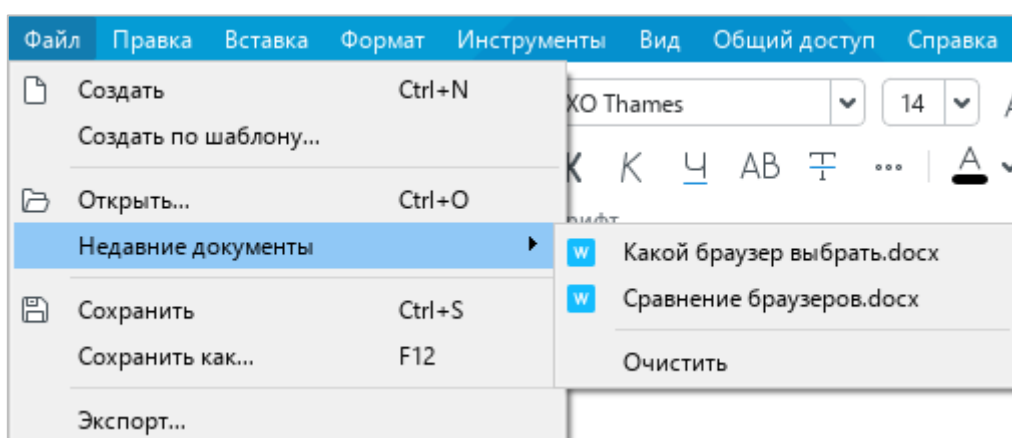 Файл Правка Вставка Формат Инструменты Вид Общий доступ Справка
Создать Ctrl+N
XO Thames 14
Создать по шаблону...
К Ч АВ Т ... А
Открыть... Ctrl+O
Недавние документы
Какой браузер выбрать.docx
Сравнение браузеров.docx
Сохранить Ctrl+S
Сохранить как... F12
Очистить
Экспорт...